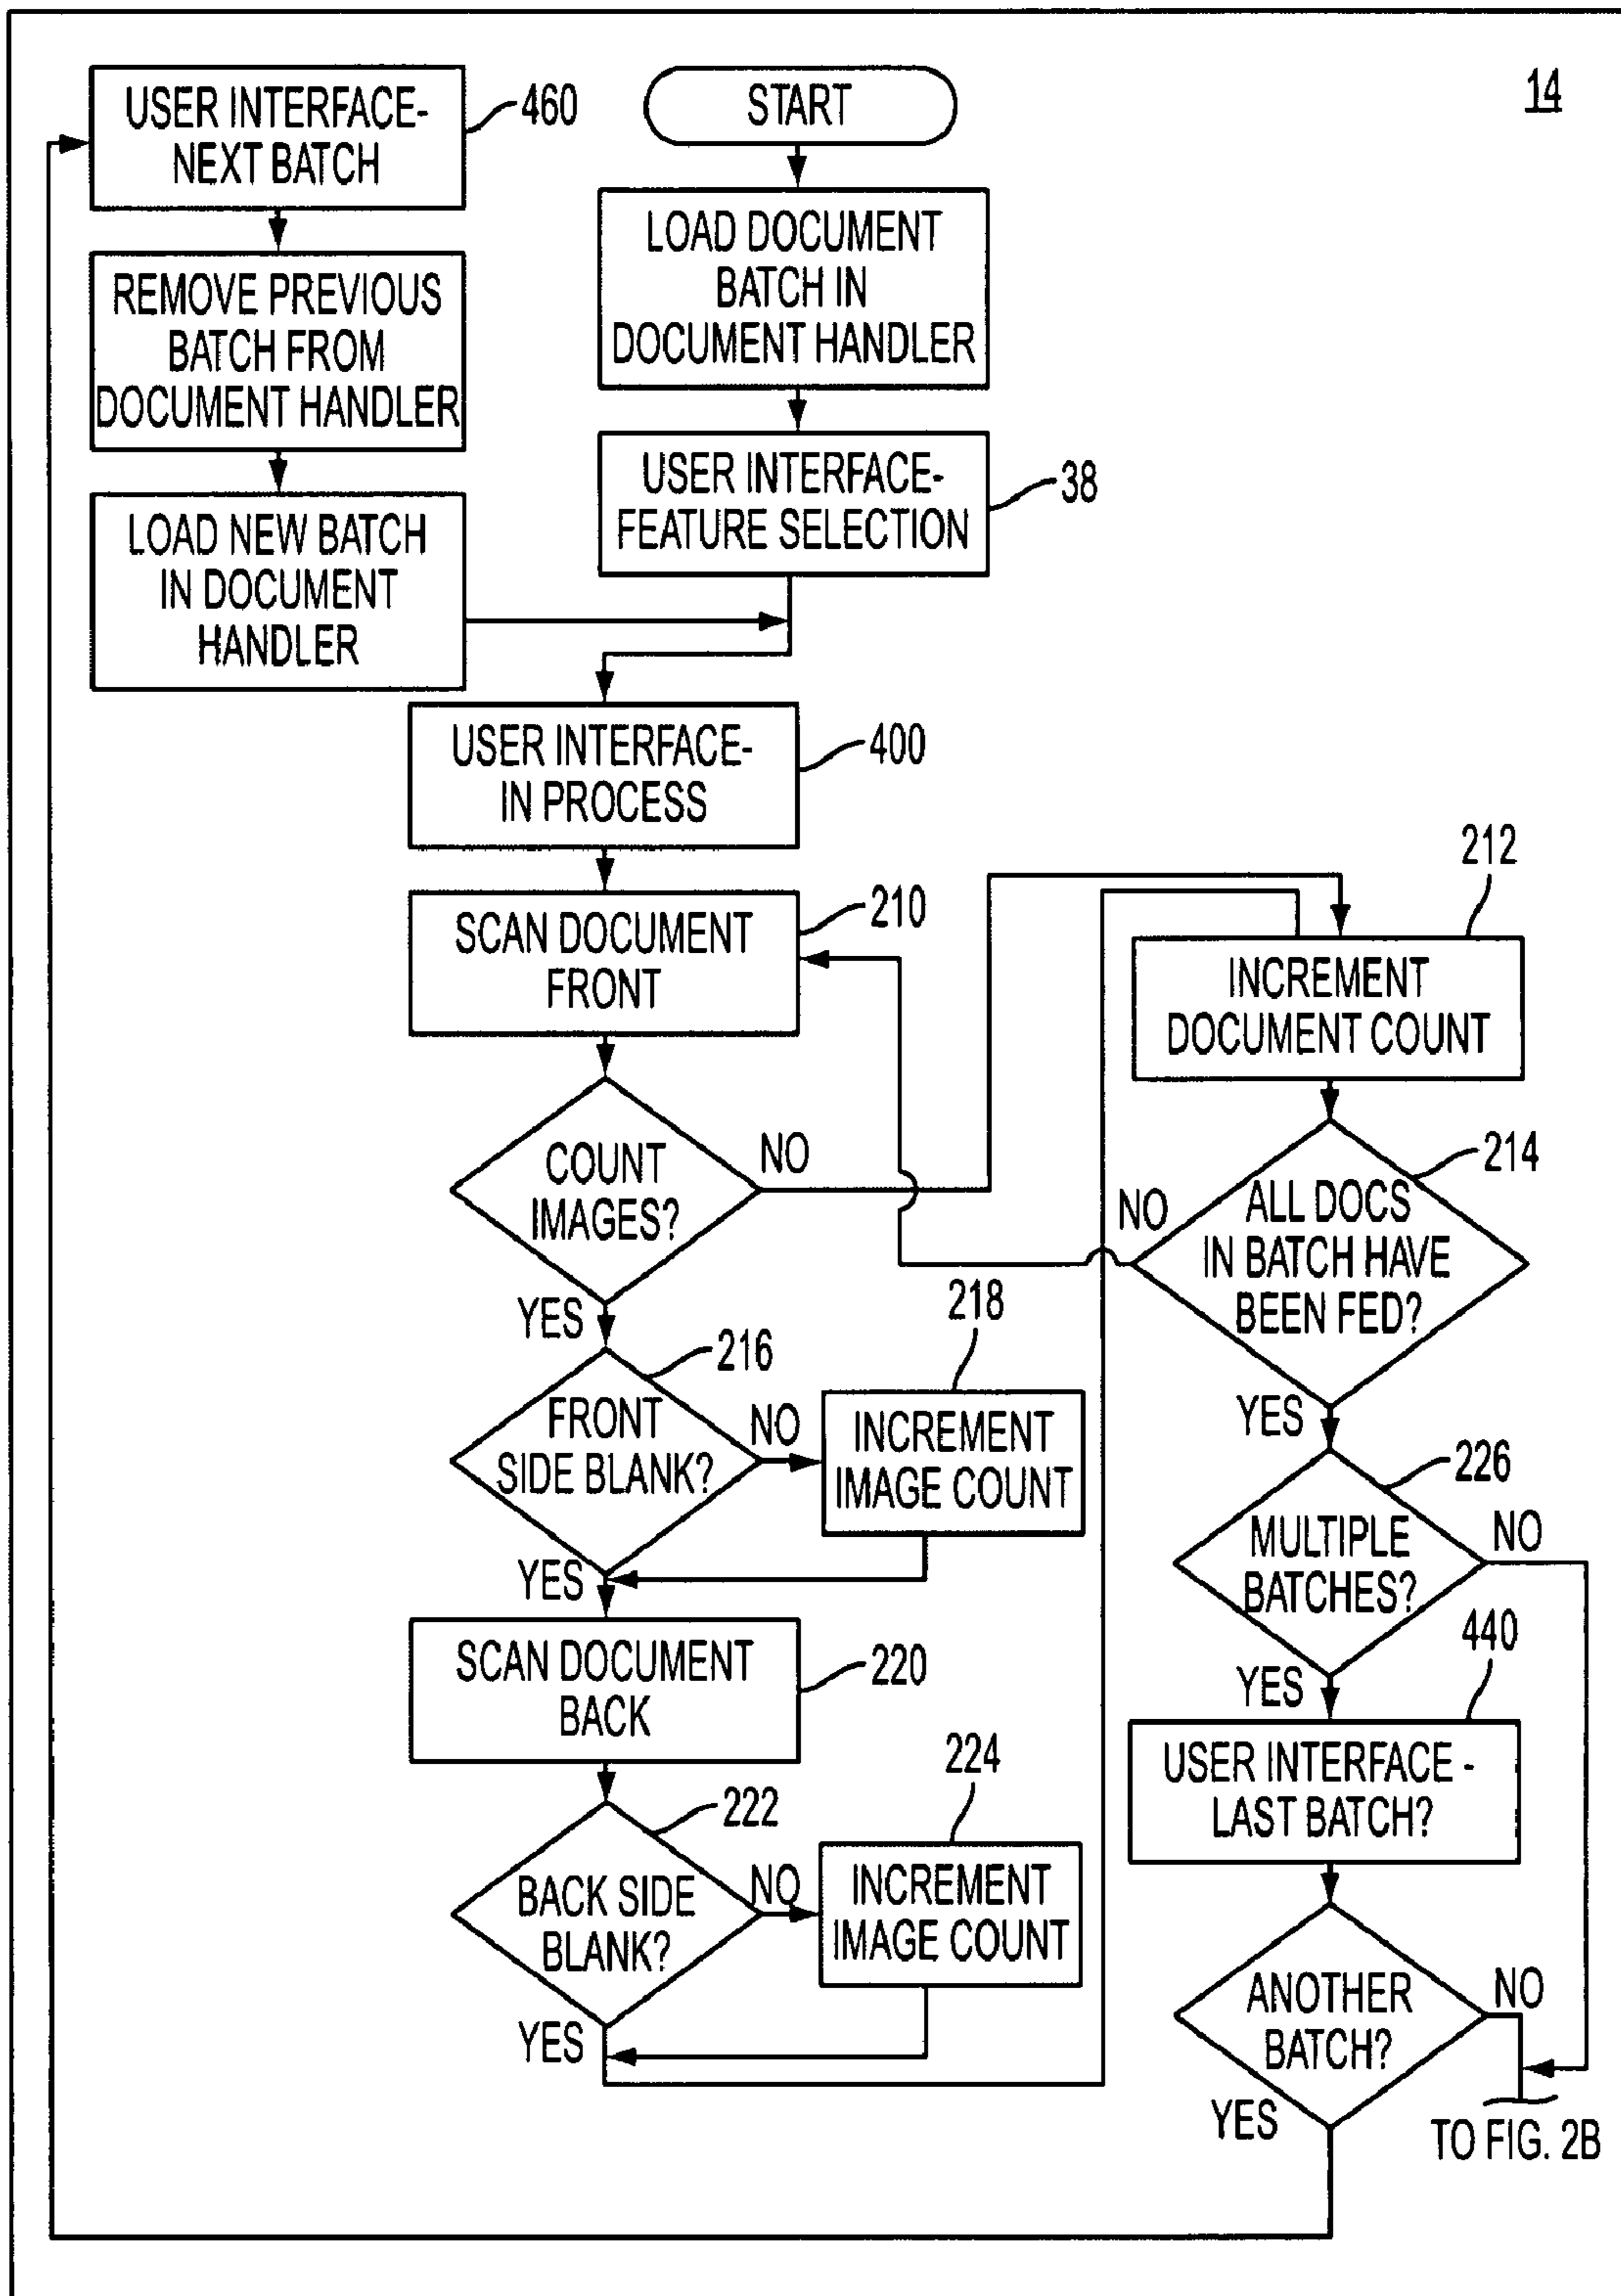 14
USER INTERFACE-
NEXT BATCH
460
REMOVE PREVIOUS
BATCH FROM
DOCUMENT HANDLER
LOAD NEW BATCH
IN DOCUMENT
HANDLER
START
LOAD DOCUMENT
BATCH IN
DOCUMENT HANDLER
USER INTERFACE-
FEATURE SELECTION
38
USER INTERFACE-
IN PROCESS
400
SCAN DOCUMENT
FRONT
210
COUNT
IMAGES?
NO
YES
FRONT
SIDE BLANK?
216
NO
YES
INCREMENT
IMAGE COUNT
218
SCAN DOCUMENT
BACK
220
BACK SIDE
BLANK?
222
NO
YES
INCREMENT
IMAGE COUNT
224
INCREMENT
DOCUMENT COUNT
212
ALL DOCS
IN BATCH HAVE
BEEN FED?
214
NO
YES
MULTIPLE
BATCHES?
226
NO
YES
USER INTERFACE -
LAST BATCH?
440
ANOTHER
BATCH?
NO
YES
TO FIG. 2B